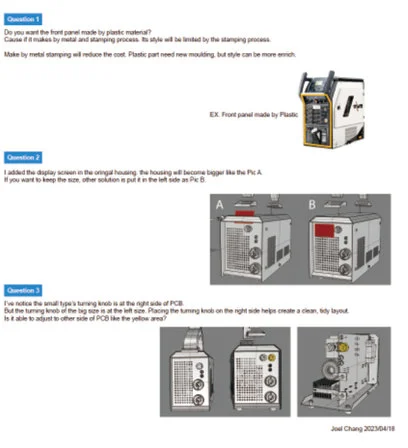 Question 1
Do you want the front panel made by plastic material?
Cause if it makes by metal and stamping process. Its style will be limited by the stamping process.
Make by metal stamping will reduce the cost. Plastic part need new moulding, but style can be more enrich.
EX. Front panel made by Plastic
Question 2
I added the display screen in the oringal housing, the housing will become bigger like the Pic A.
If you want to keep the size, other solution is put it in the left side as Pic B.
A
B
Question 3
I've notice the small type's turning knob is at the right side of PCB.
But the turning knob of the big size is at the left size. Placing the turning knob on the right side helps create a clean, tidy layout.
Is it able to adjust to other side of PCB like the yellow area?
Joel Chang 2023/04/18